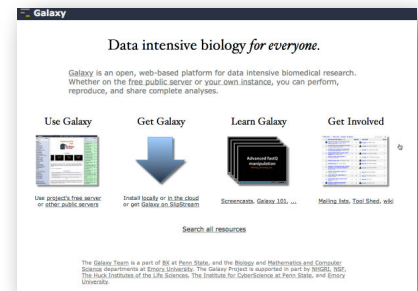 Galaxy
Data intensive biology for everyone.
Galaxy is an open, web-based platform for data intensive biomedical research.
Whether on the free public server or your own instance, you can perform,
reproduce, and share complete analyses.
Use Galaxy
Get Galaxy
Learn Galaxy
Get Involved
Advanced fastQ
manipulation
Use project's free server
or other public servers
Install locally or in the cloud
or get Galaxy on SlipStream
Screencasts, Galaxy 101, ...
Mailing lists, Tool Shed, wiki
Search all resources
The Galaxy Team is a part of BX at Penn State, and the Biology and Mathematics and Computer
Science departments at Emory University. The Galaxy Project is supported in part by NHGRI, NSF,
The Huck Institutes of the Life Sciences, The Institute for CyberScience at Penn State, and Emory
University.